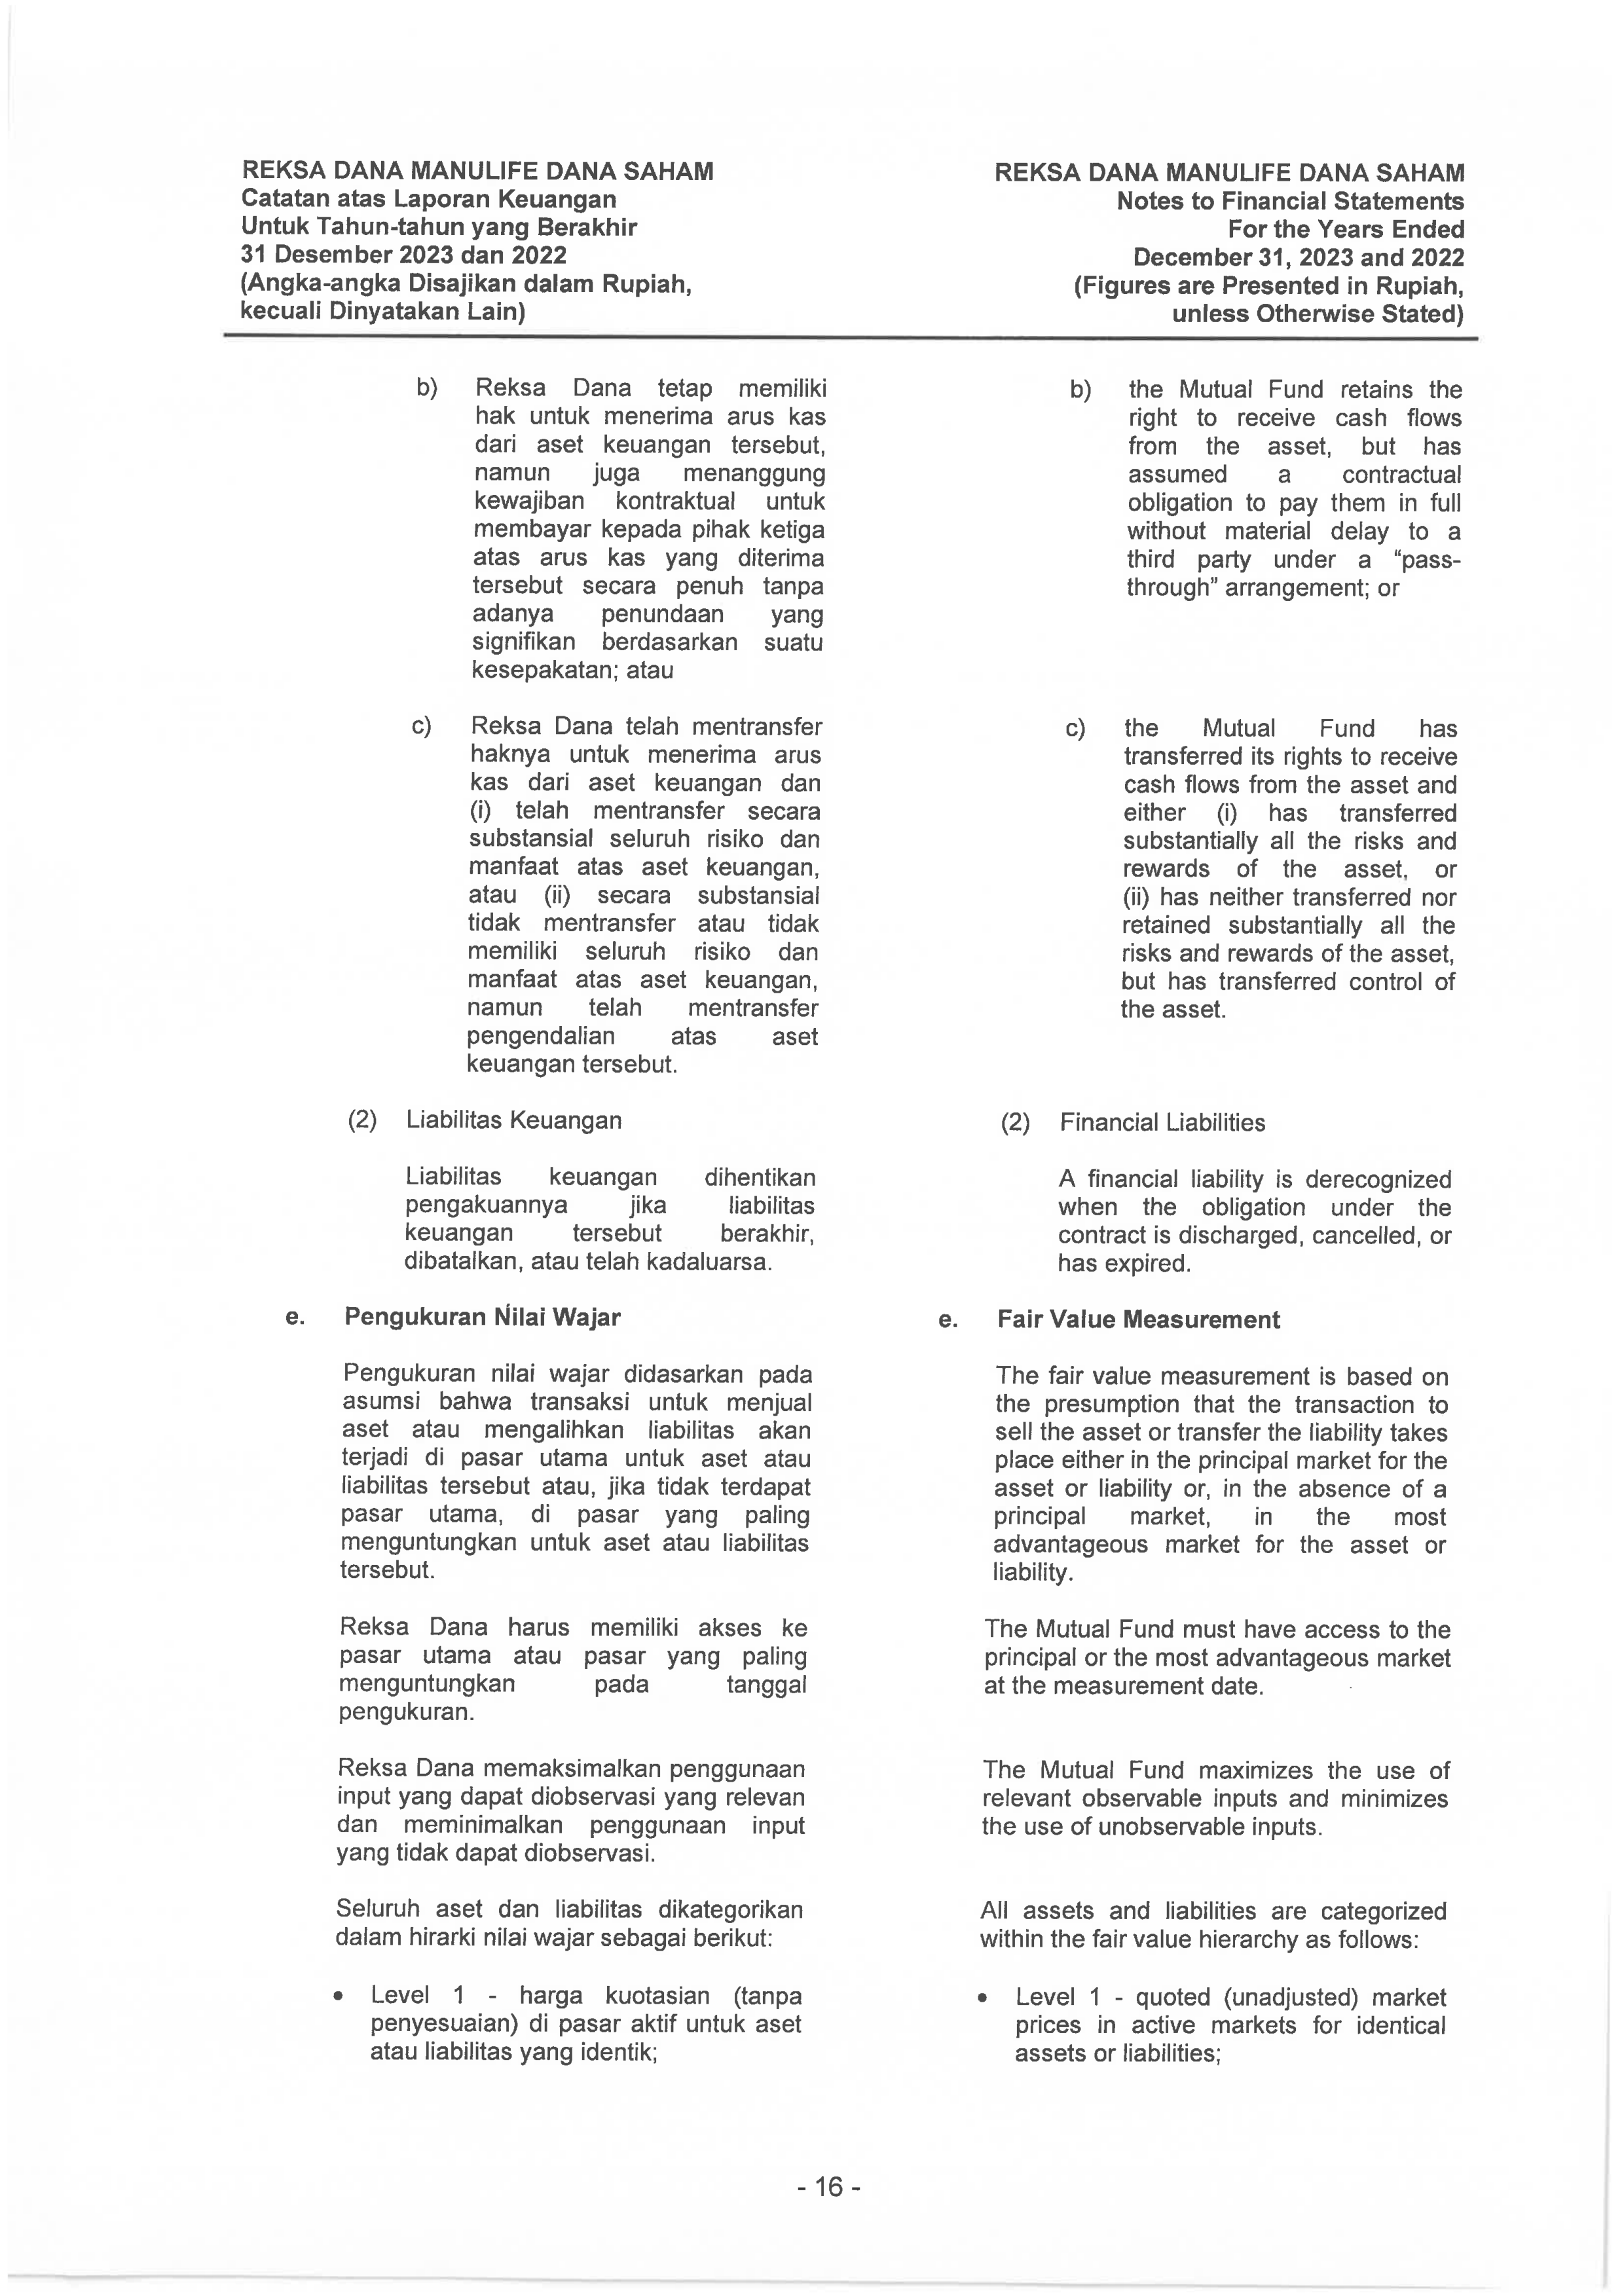 REKSA DANA MANULIFE DANA SAHAM
Catatan atas Laporan Keuangan
Untuk Tahun-tahun yang Berakhir
31 Desember 2023 dan 2022
(Angka-angka Disajikan dalam Rupiah,
kecuali Dinyatakan Lain)
REKSA DANA MANULIFE DANA SAHAM
Notes to Financial Statements
For the Years Ended
December 31, 2023 and 2022
(Figures are Presented in Rupiah,
unless Otherwise Stated)
b) Reksa Dana tetap memiliki
hak untuk menerima arus kas
dari aset keuangan tersebut,
namun juga menanggung
kewajiban kontraktual untuk
membayar kepada pihak ketiga
atas arus kas yang diterima
tersebut secara penuh tanpa
adanya penundaan yang
signifikan berdasarkan suatu
kesepakatan; atau
c) Reksa Dana telah mentransfer
haknya untuk menerima arus
kas dari aset keuangan dan
(i) telah mentransfer secara
substansial seluruh risiko dan
manfaat atas aset keuangan,
atau (ii) secara substansial
tidak mentransfer atau tidak
memiliki seluruh risiko dan
manfaat atas aset keuangan,
namun telah mentransfer
pengendalian atas aset
keuangan tersebut.
(2) Liabilitas Keuangan
Liabilitas keuangan dihentikan
pengakuannya jika liabilitas
keuangan tersebut berakhir,
dibatalkan, atau telah kadaluarsa.
e. Pengukuran Nilai Wajar
Pengukuran nilai wajar didasarkan pada
asumsi bahwa transaksi untuk menjual
aset atau mengalihkan liabilitas akan
terjadi di pasar utama untuk aset atau
liabilitas tersebut atau, jika tidak terdapat
pasar utama, di pasar yang paling
menguntungkan untuk aset atau liabilitas
tersebut.
Reksa Dana harus memiliki akses ke
pasar utama atau pasar yang paling
menguntungkan pada tanggal
pengukuran.
Reksa Dana memaksimalkan penggunaan
input yang dapat diobservasi yang relevan
dan meminimalkan penggunaan input
yang tidak dapat diobservasi.
Seluruh aset dan liabilitas dikategorikan
dalam hirarki nilai wajar sebagai berikut:
• Level 1 - harga kuotasian (tanpa
penyesuaian) di pasar aktif untuk aset
atau liabilitas yang identik;
b) the Mutual Fund retains the
right to receive cash flows
from the asset, but has
assumed a contractual
obligation to pay them in full
without material delay to a
third party under a “pass-
through” arrangement; or
c) the Mutual Fund has
transferred its rights to receive
cash flows from the asset and
either (i) has transferred
substantially all the risks and
rewards of the asset, or
(ii) has neither transferred nor
retained substantially all the
risks and rewards of the asset,
but has transferred control of
the asset.
(2) Financial Liabilities
A financial liability is derecognized
when the obligation under the
contract is discharged, cancelled, or
has expired.
e. Fair Value Measurement
The fair value measurement is based on
the presumption that the transaction to
sell the asset or transfer the liability takes
place either in the principal market for the
asset or liability or, in the absence of a
principal market, in the most
advantageous market for the asset or
liability.
The Mutual Fund must have access to the
principal or the most advantageous market
at the measurement date.
The Mutual Fund maximizes the use of
relevant observable inputs and minimizes
the use of unobservable inputs.
All assets and liabilities are categorized
within the fair value hierarchy as follows:
• Level 1 - quoted (unadjusted) market
prices in active markets for identical
assets or liabilities;
- 16 -